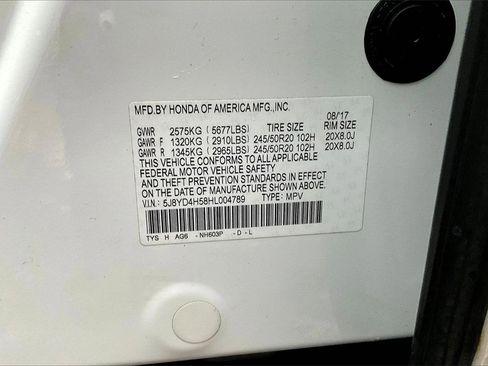 MFD.BY HONDA OF AMERICA MFG.,INC.
08/'17
GVWR 2575KG (5677LBS) TIRE SIZE RIM SIZE
GAWR F 1320KG (2910LBS) 245/50R20 102H 20X8.0J
GAWR R 1345KG (2965LBS) 245/50R20 102H 20X8.0J
THIS VEHICLE CONFORMS TO ALL APPLICABLE
FEDERAL MOTOR VEHICLE SAFETY
AND THEFT PREVENTION STANDARDS IN EFFECT
ON THE DATE OF MANUFACTURE SHOWN ABOVE.
V.I.N: 5J8YD4H58HL004789 TYPE: MPV
TYS H AG6 -NH603P -D-L